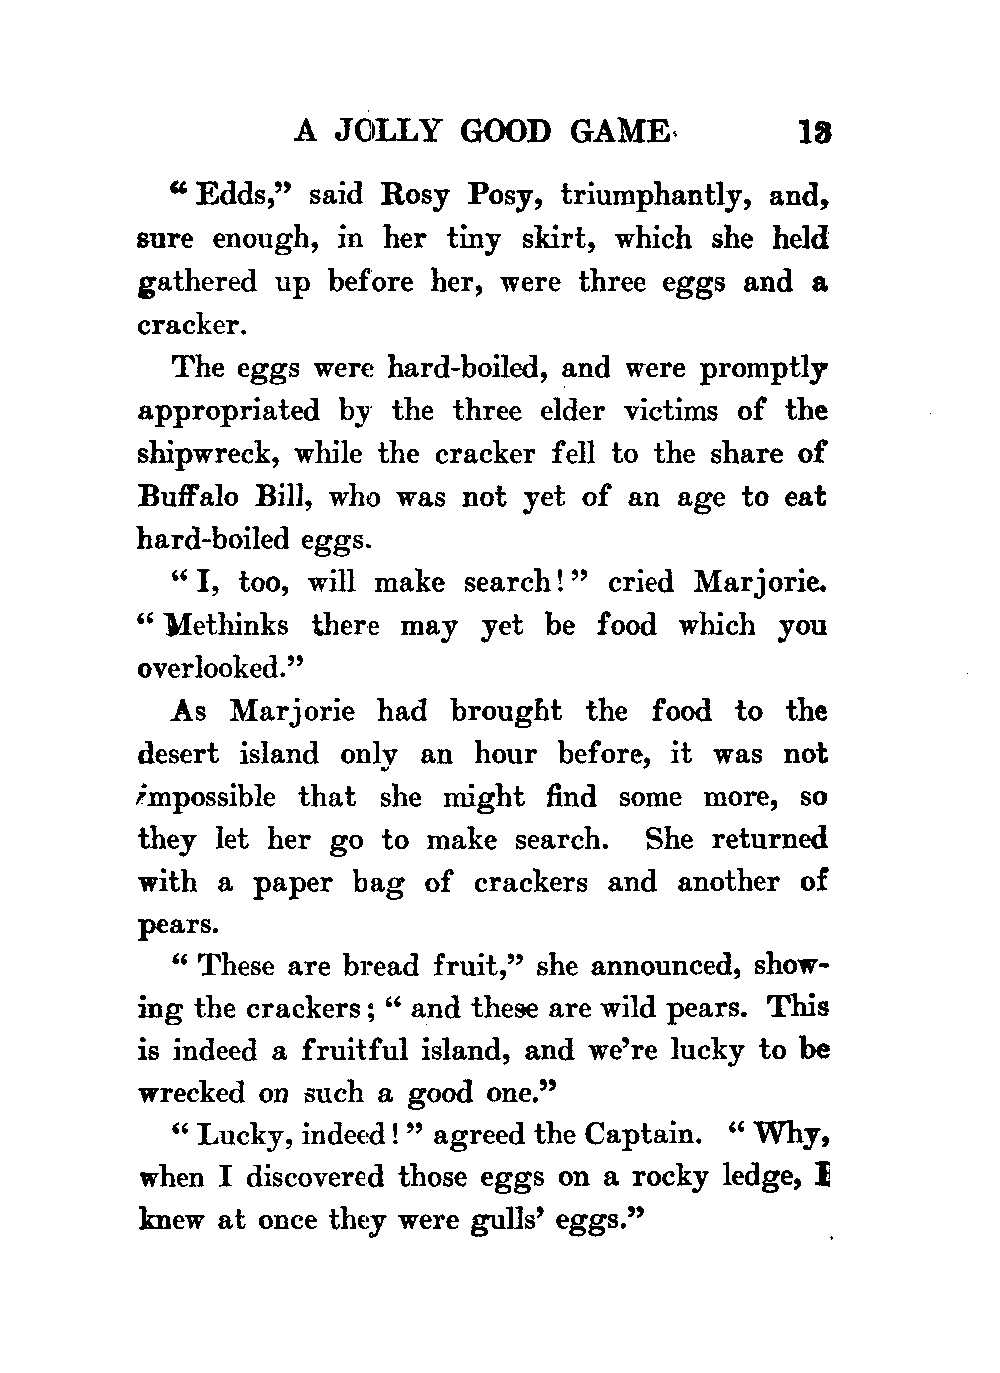 A JOLLY GOOD GAME 13
“Edds,” said Rosy Posy, triumphantly, and,
sure enough, in her tiny skirt, which she held
gathered up before her, were three eggs and a
cracker.
The eggs were hard-boiled, and were promptly
appropriated by the three elder victims of the
shipwreck, while the cracker fell to the share of
Buffalo Bill, who was not yet of an age to eat
hard-boiled eggs.
“I, too, will make search!” cried Marjorie.
“Methinks there may yet be food which you
overlooked.”
As Marjorie had brought the food to the
desert island only an hour before, it was not
impossible that she might find some more, so
they let her go to make search. She returned
with a paper bag of crackers and another of
pears.
“These are bread fruit,” she announced, show-
ing the crackers; “and these are wild pears. This
is indeed a fruitful island, and we’re lucky to be
wrecked on such a good one.”
“Lucky, indeed!” agreed the Captain. “Why,
when I discovered those eggs on a rocky ledge, I
knew at once they were gulls’ eggs.”